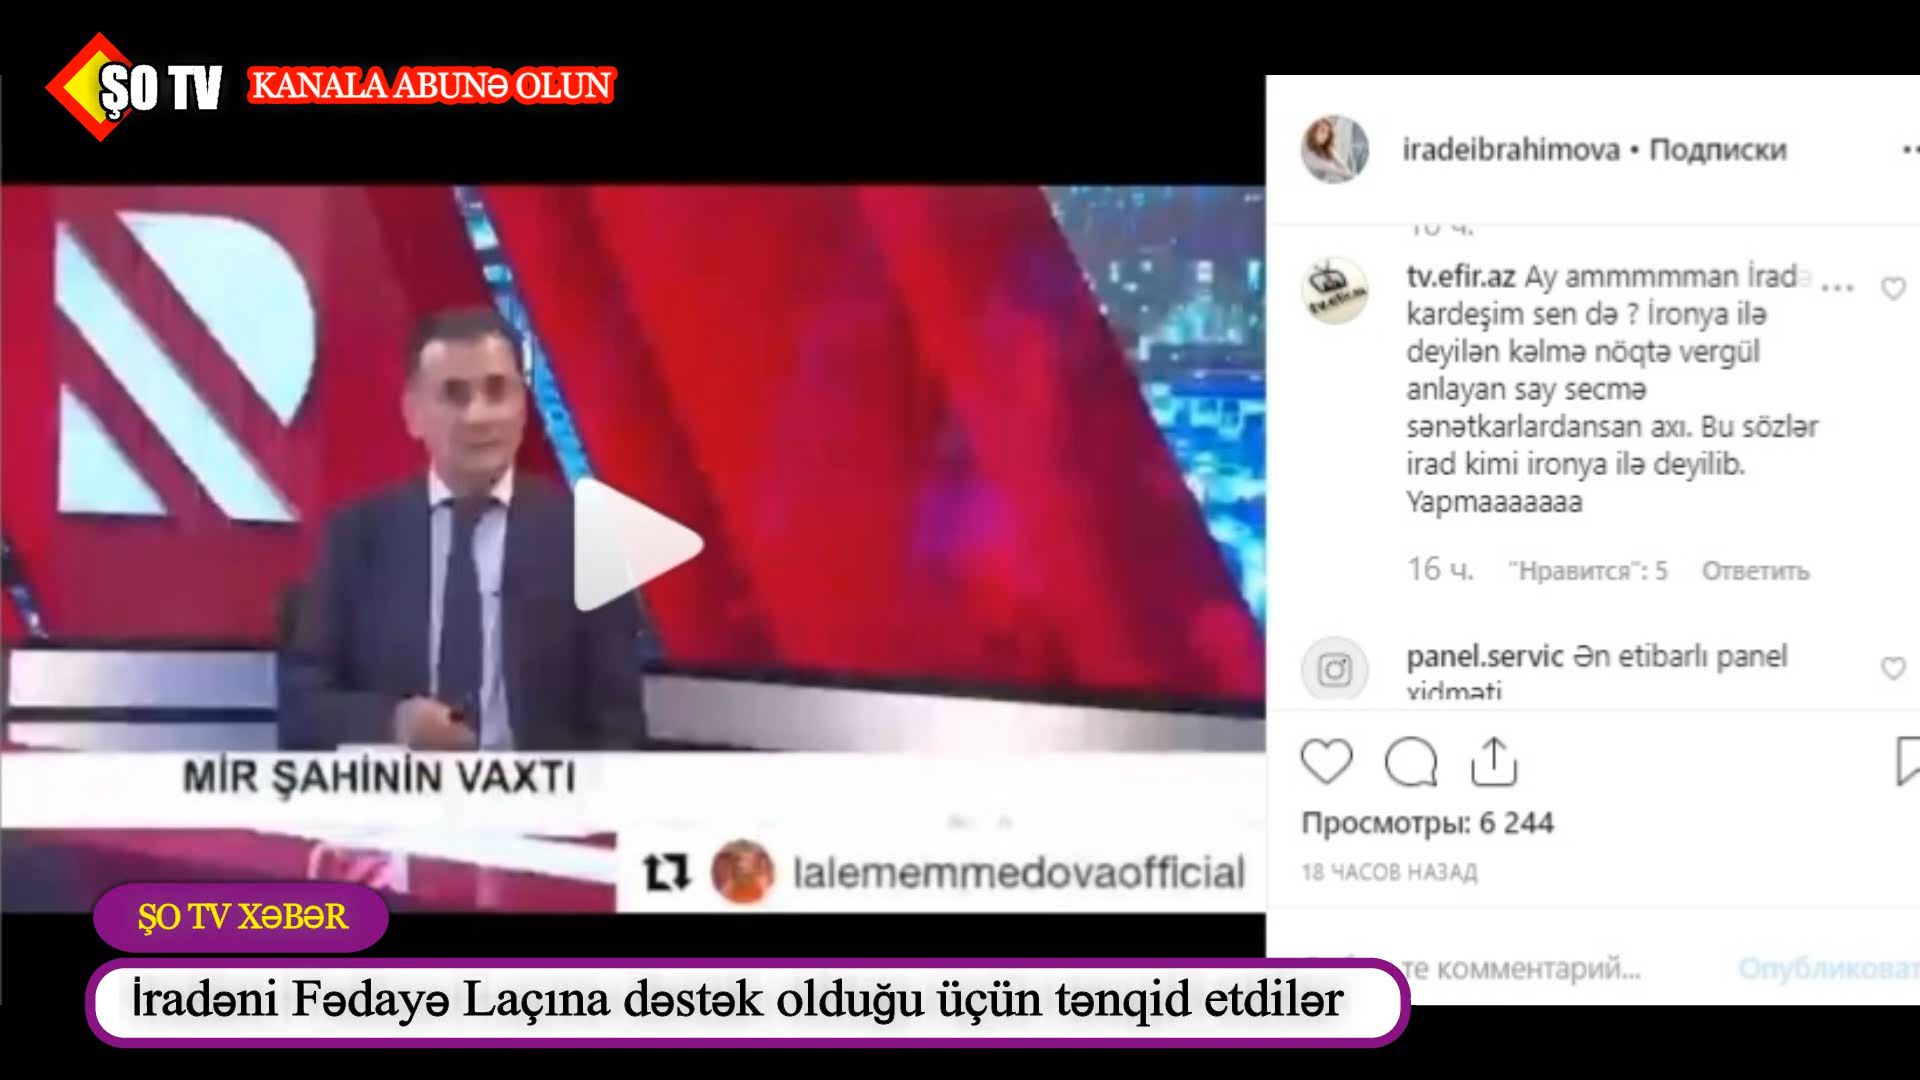 ŞO TV KANALA ABUNƏ OLUN
iradeibrahimova • Подписки
tv.efir.az Ay ammmmman İradə
kardeşim sen də ? İronya ilə
deyilən kəlmə nöqtə vergül
anlayan say secmə
sənətkarlardansan axı. Bu sözlər
irad kimi ironya ilə deyilib.
Yapmaaaaaaa
16 ч. "Нравится": 5 Ответить
panel.servic Ən etibarlı panel
xidməti
Просмотры: 6 244
18 ЧАСОВ НАЗАД
комментарий...
MİR ŞAHİNİN VAXTI
lalememmedovaofficial
ŞO TV XƏBƏR
İradəni Fədayə Laçına dəstək olduğu üçün tənqid etdilər